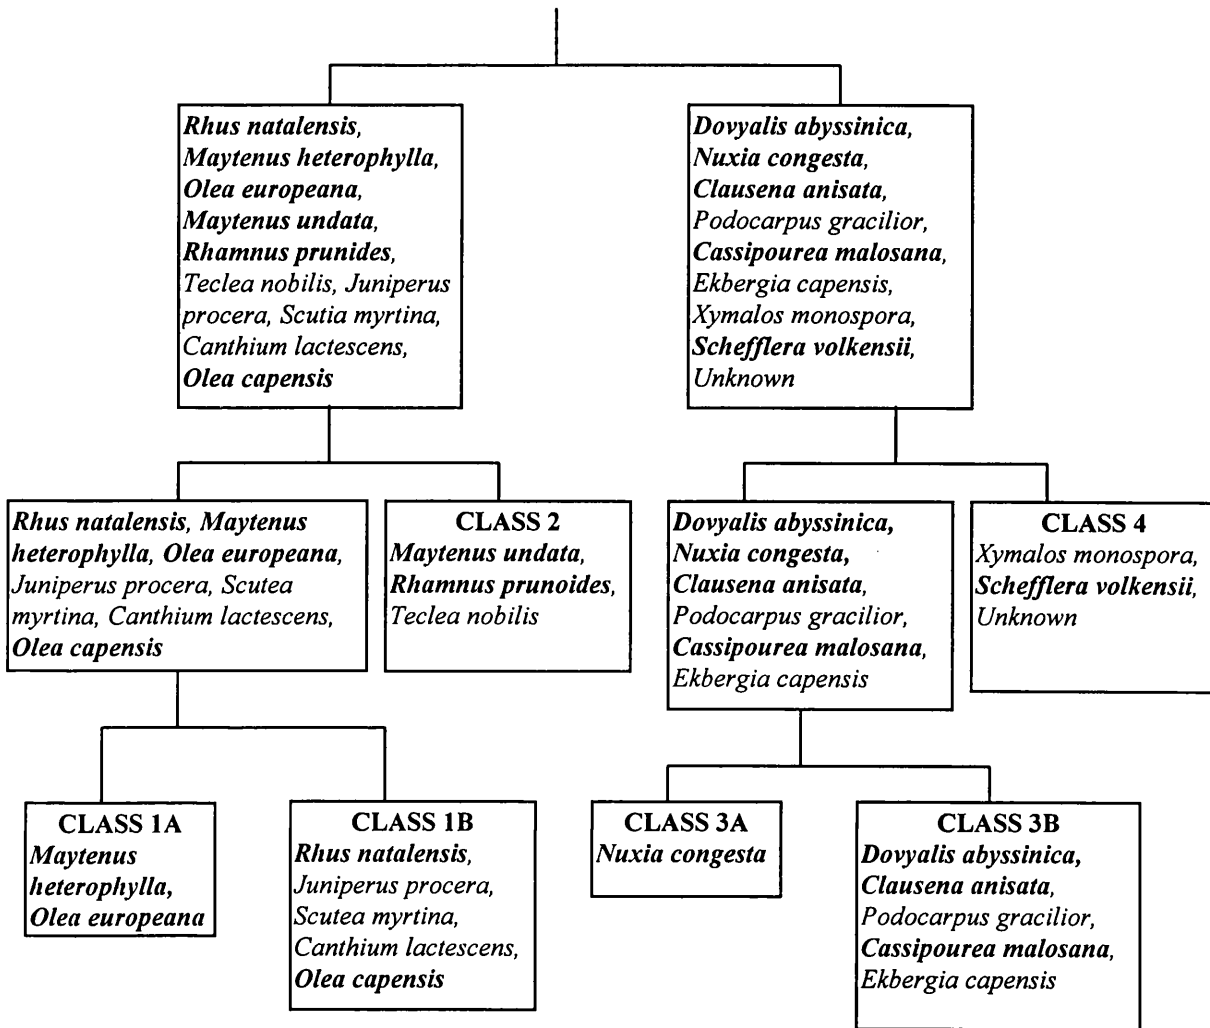 Rhus natalensis,
Maytenus heterophylla,
Olea europeana,
Maytenus undata,
Rhamnus prunides,
Teclea nobilis, Juniperus
procera, Scutia myrtina,
Canthium lactescens,
Olea capensis
Dovyalis abyssinica,
Nuxia congesta,
Clausena anisata,
Podocarpus gracilior,
Cassipourea malosana,
Ekbergia capensis,
Xymalos monospora,
Schefflera volkensii,
Unknown
Rhus natalensis, Maytenus
heterophylla, Olea europeana,
Juniperus procera, Scutea
myrtina, Canthium lactescens,
Olea capensis
CLASS 2
Maytenus undata,
Rhamnus prunoides,
Teclea nobilis
Dovyalis abyssinica,
Nuxia congesta,
Clausena anisata,
Podocarpus gracilior,
Cassipourea malosana,
Ekbergia capensis
CLASS 4
Xymalos monospora,
Schefflera volkensii,
Unknown
CLASS 1A
Maytenus
heterophylla,
Olea europeana
CLASS 1B
Rhus natalensis,
Juniperus procera,
Scutea myrtina,
Canthium lactescens,
Olea capensis
CLASS 3A
Nuxia congesta
CLASS 3B
Dovyalis abyssinica,
Clausena anisata,
Podocarpus gracilior,
Cassipourea malosana,
Ekbergia capensis